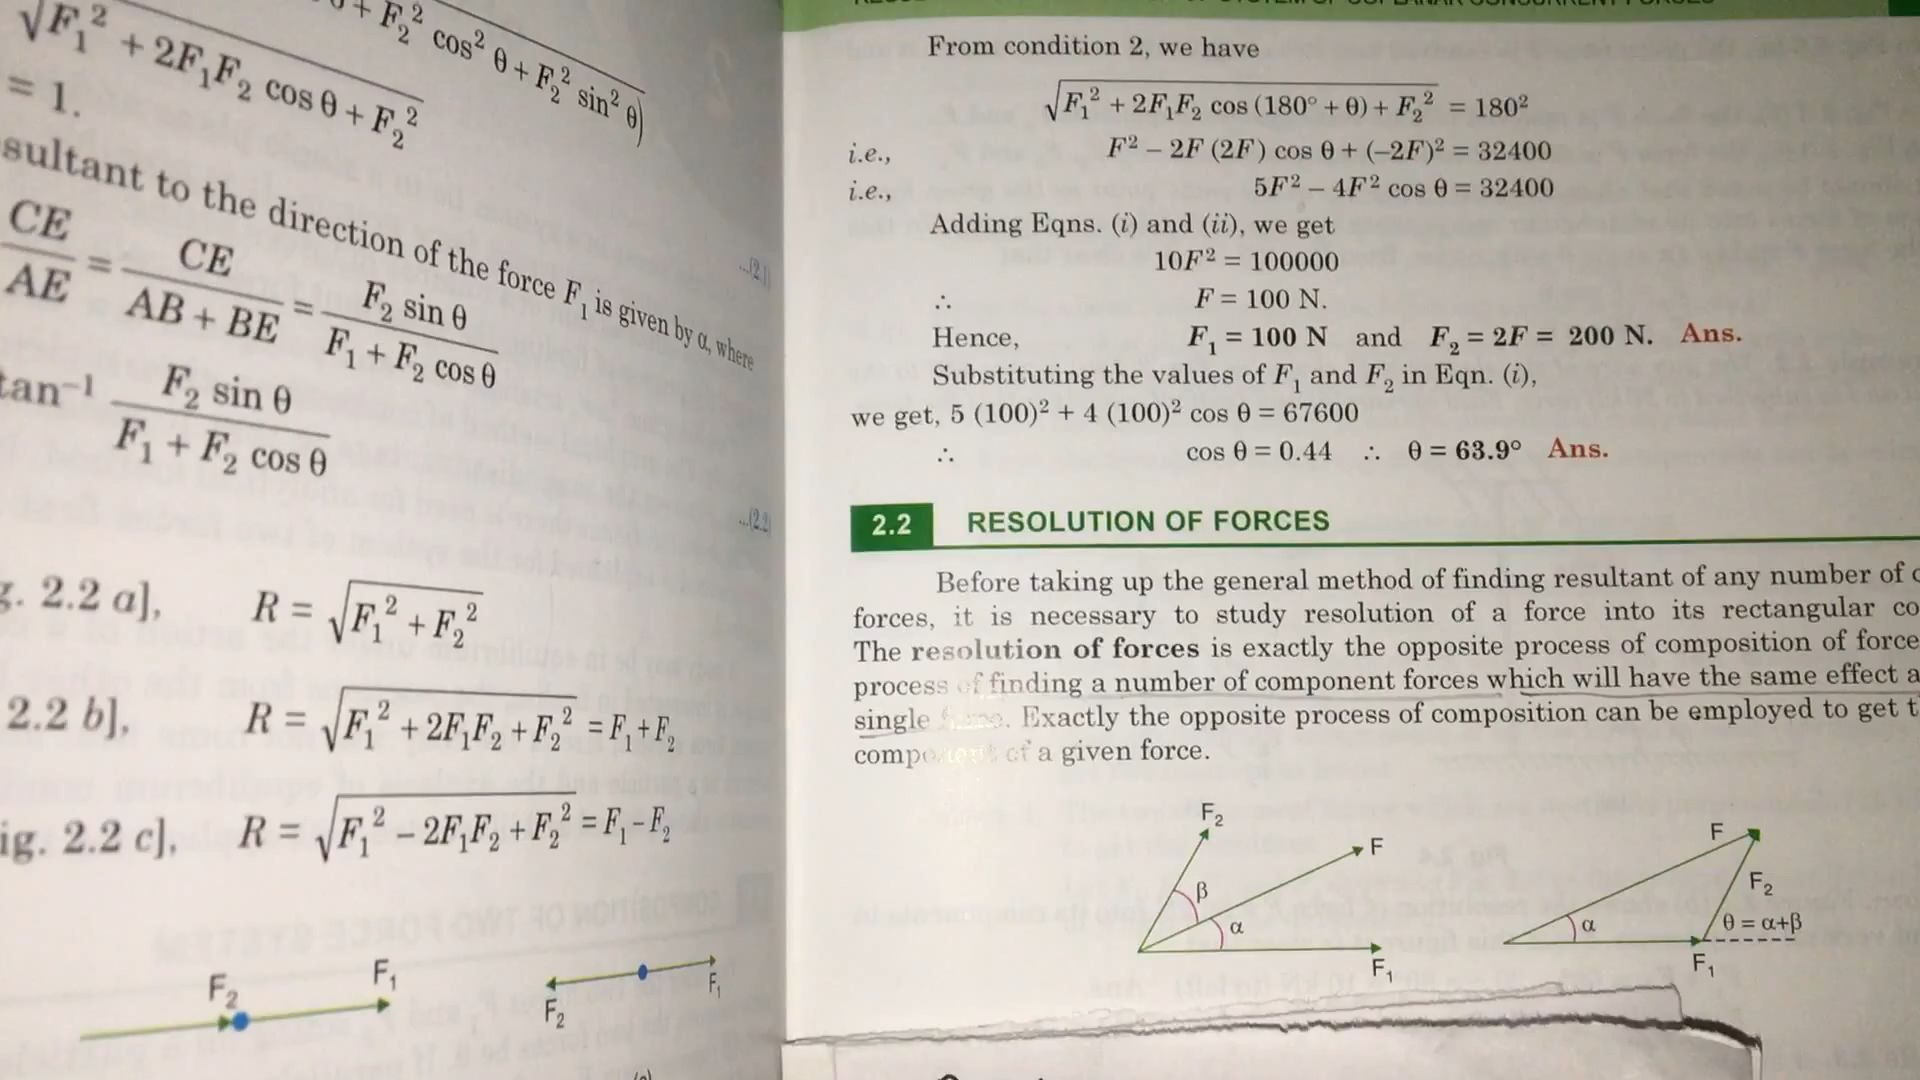 √F₁² + 2F₁F₂ cos θ + F₂²
+ F₂² cos² θ + F₂² sin² θ)
= 1.
sultant to the direction of the force F₁ is given by α, where
...(2.1)
CE/AE = CE/(AB + BE) = F₂ sin θ/(F₁ + F₂ cos θ)
tan⁻¹ F₂ sin θ/(F₁ + F₂ cos θ)
...(2.2)
g. 2.2 a], R = √F₁² + F₂²
2.2 b], R = √F₁² + 2F₁F₂ + F₂² = F₁ + F₂
ig. 2.2 c], R = √F₁² − 2F₁F₂ + F₂² = F₁ − F₂
F₂ F₁
F₂ F₁
From condition 2, we have
√F₁² + 2F₁F₂ cos (180° + θ) + F₂² = 180²
i.e., F² − 2F (2F) cos θ + (−2F)² = 32400
i.e., 5F² − 4F² cos θ = 32400
Adding Eqns. (i) and (ii), we get
10F² = 100000
∴ F = 100 N.
Hence, F₁ = 100 N and F₂ = 2F = 200 N. Ans.
Substituting the values of F₁ and F₂ in Eqn. (i),
we get, 5 (100)² + 4 (100)² cos θ = 67600
∴ cos θ = 0.44 ∴ θ = 63.9° Ans.
2.2 RESOLUTION OF FORCES
Before taking up the general method of finding resultant of any number of c
forces, it is necessary to study resolution of a force into its rectangular co
The resolution of forces is exactly the opposite process of composition of force
process of finding a number of component forces which will have the same effect a
single . Exactly the opposite process of composition can be employed to get t
of a given force.
F₂ F β α F₁
F F₂ α θ = α+β F₁